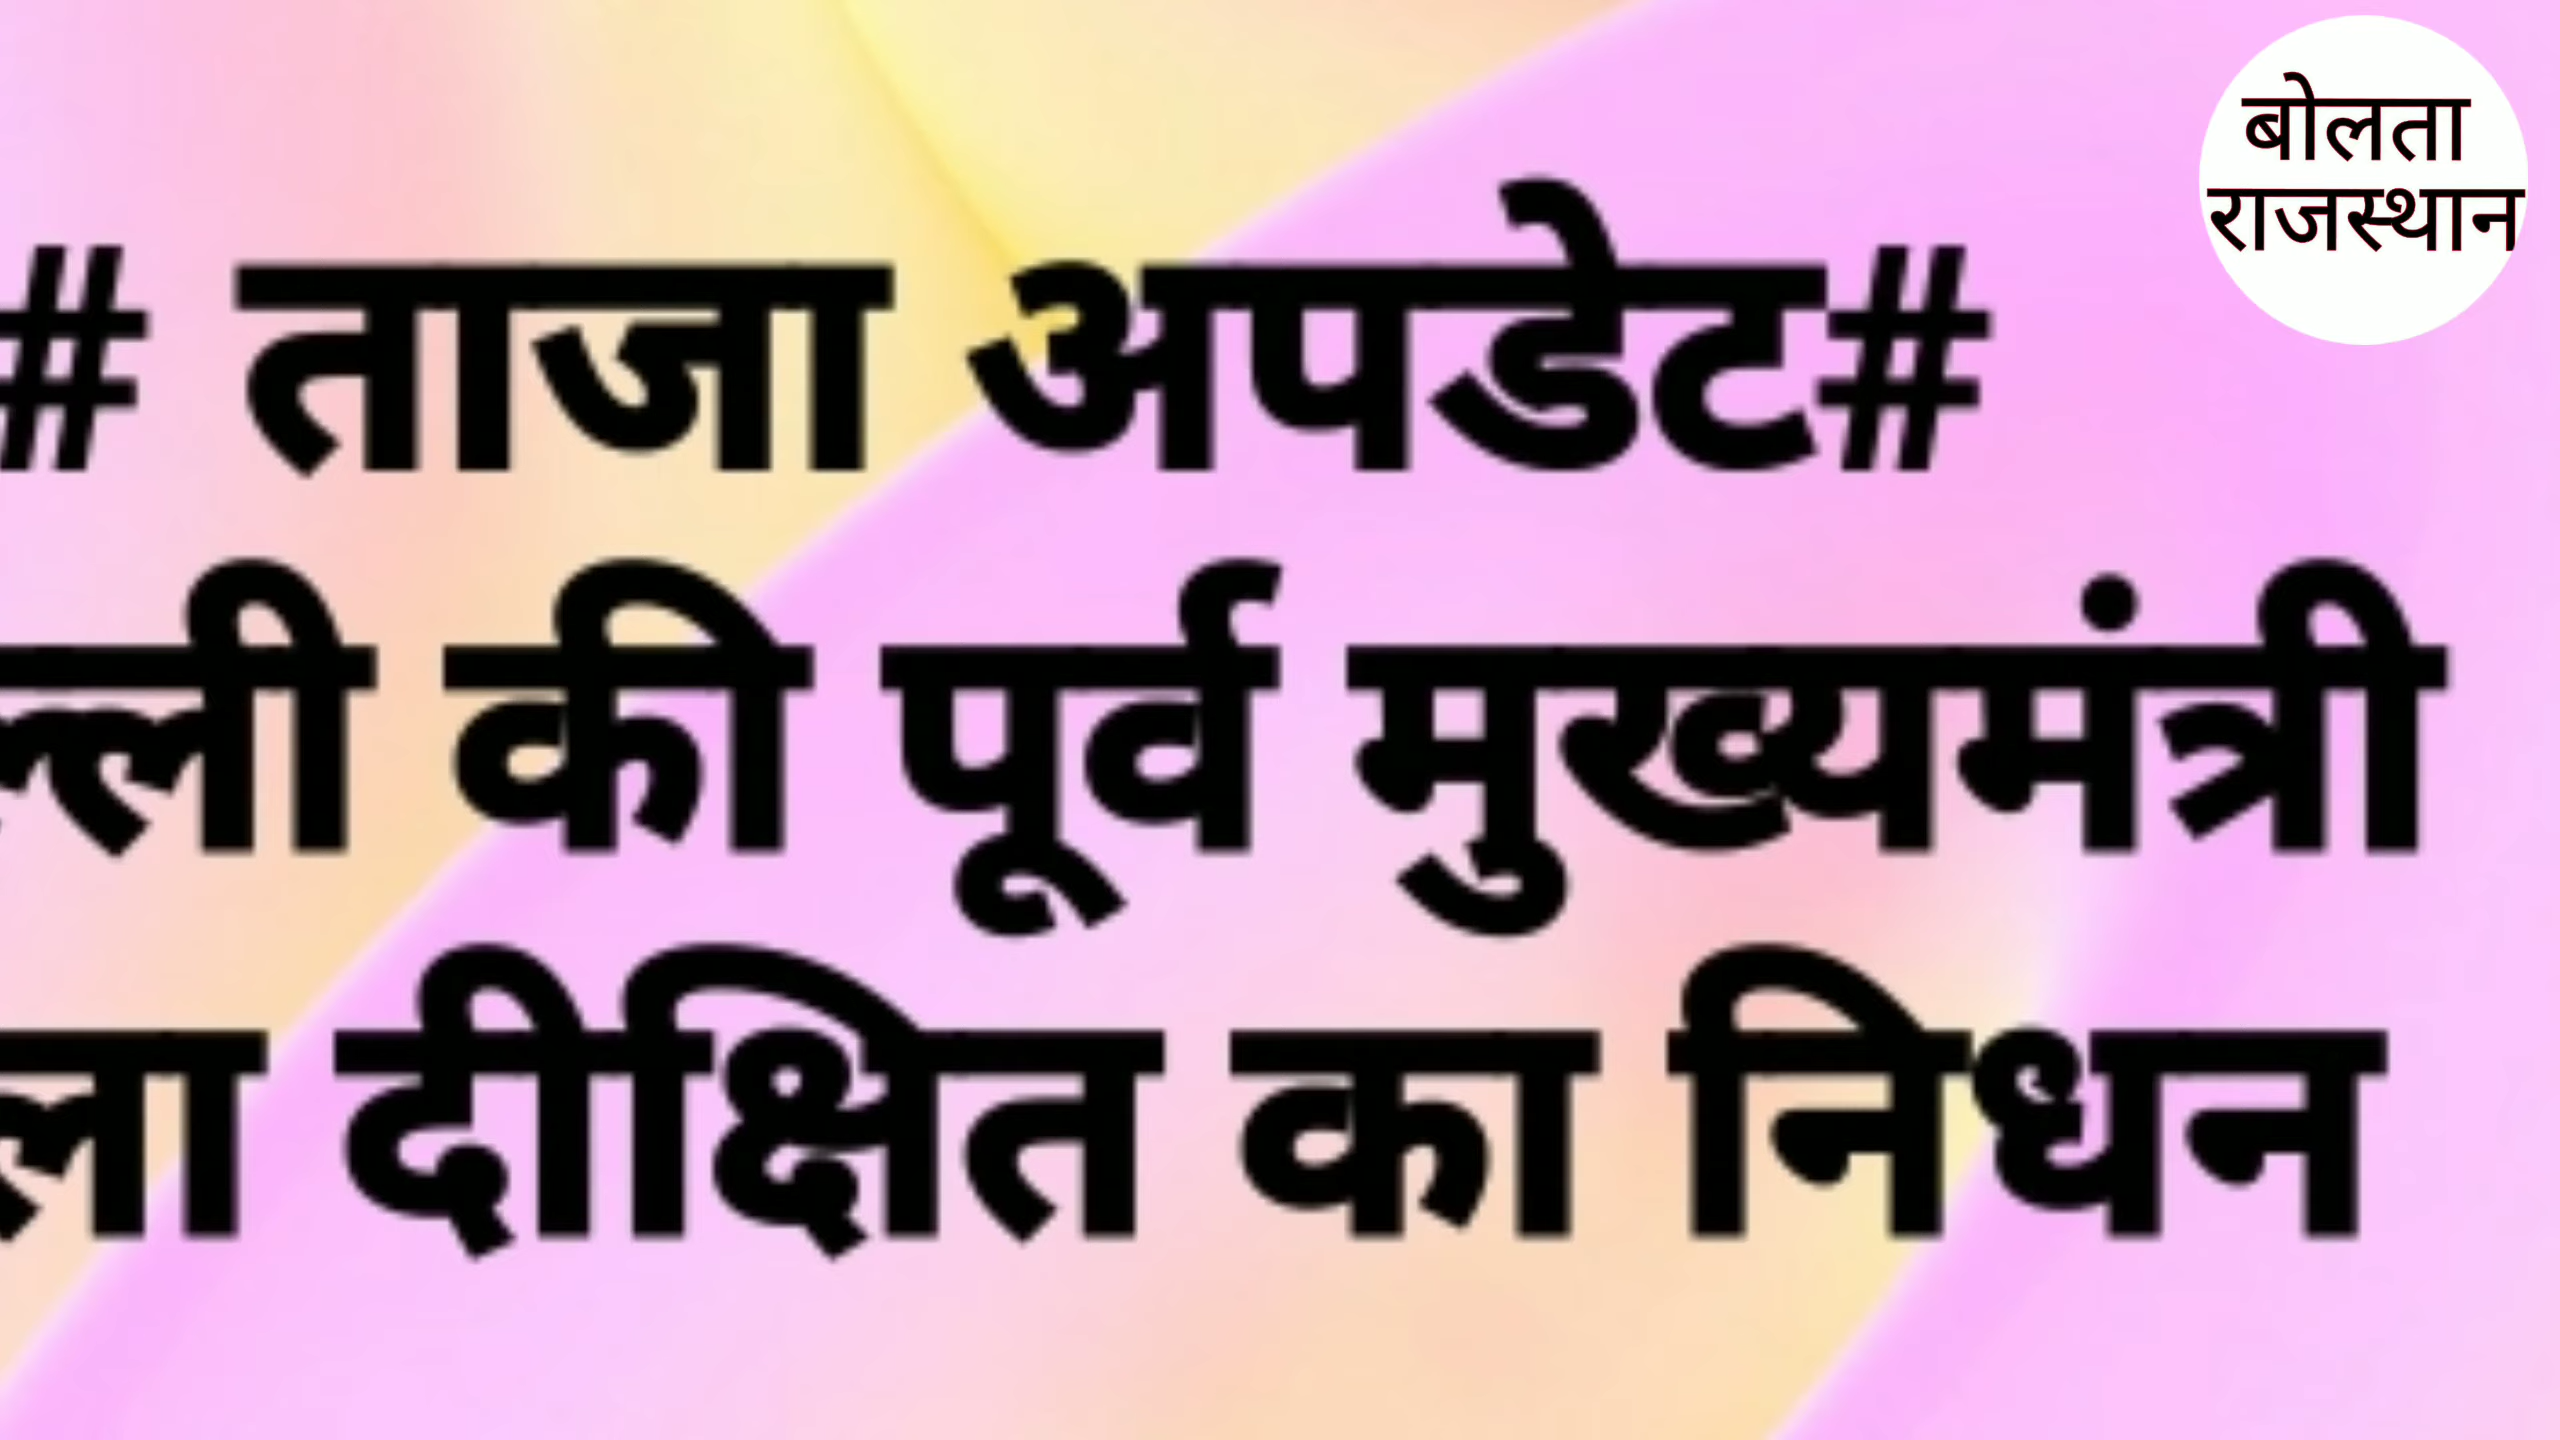 बोलता
राजस्थान
# ताजा अपडेट#
की पूर्व मुख्यमंत्री
दीक्षित का निधन